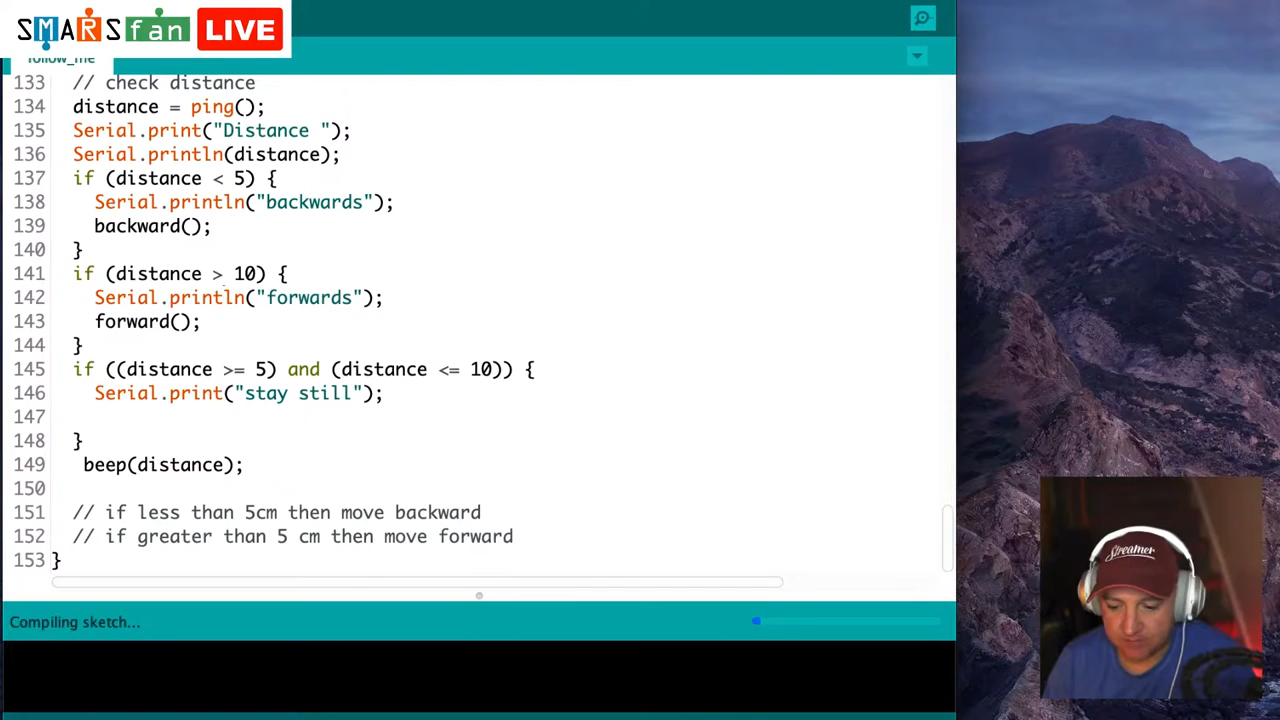 SMARSfan LIVE
follow_me
133 // check distance
134 distance = ping();
135 Serial.print("Distance ");
136 Serial.println(distance);
137 if (distance < 5) {
138 Serial.println("backwards");
139 backward();
140 }
141 if (distance > 10) {
142 Serial.println("forwards");
143 forward();
144 }
145 if ((distance >= 5) and (distance <= 10)) {
146 Serial.print("stay still");
147
148 }
149 beep(distance);
150
151 // if less than 5cm then move backward
152 // if greater than 5 cm then move forward
153 }
Compiling sketch...
Streamer